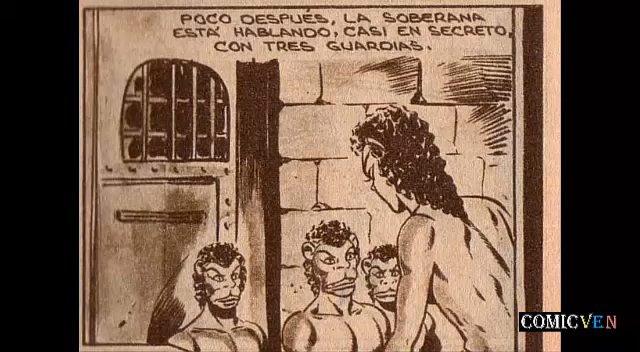 POCO DESPUÉS, LA SOBERANA
ESTÁ HABLANDO, CASI EN SECRETO,
CON TRES GUARDIAS.
COMICVEN